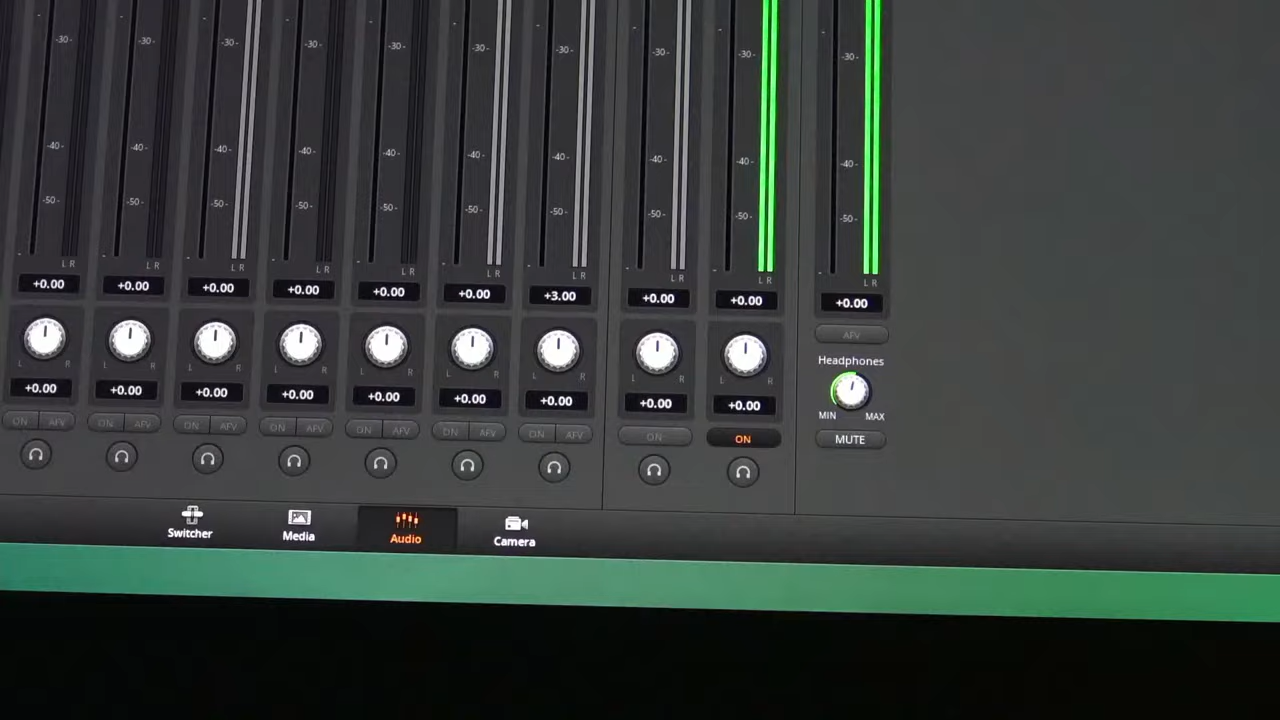 -30- -30- -30- -30- -30- -30- -30- -30- -30- -30-
-40- -40- -40- -40- -40- -40- -40- -40- -40- -40-
-50- -50- -50- -50- -50- -50- -50- -50- -50- -50-
L R L R L R L R L R L R L R L R L R L R
+0.00 +0.00 +0.00 +0.00 +0.00 +0.00 +3.00 +0.00 +0.00 +0.00
AFV
Headphones
L R L R L R L R L R L R L R L R L R
MIN MAX
+0.00 +0.00 +0.00 +0.00 +0.00 +0.00 +0.00 +0.00 +0.00
ON AFV ON AFV ON AFV ON AFV ON AFV ON AFV ON AFV ON ON MUTE
Switcher Media Audio Camera